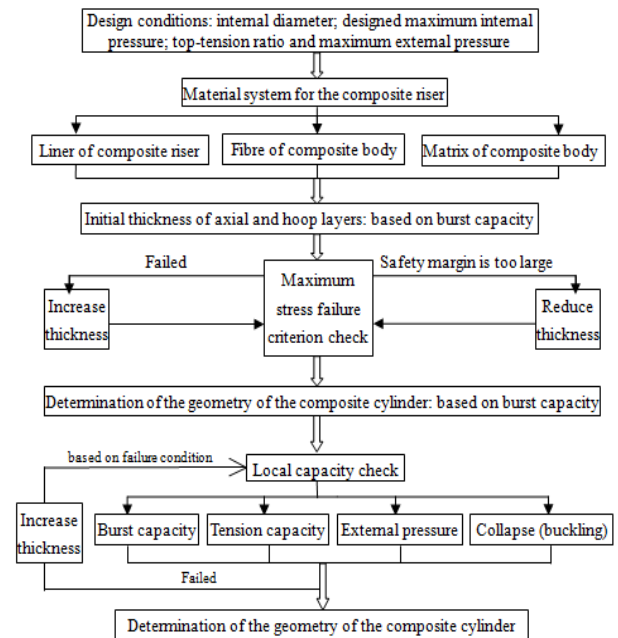 Design conditions: internal diameter; designed maximum internal
pressure; top-tension ratio and maximum external pressure
Material system for the composite riser
Liner of composite riser
Fibre of composite body
Matrix of composite body
Initial thickness of axial and hoop layers: based on burst capacity
Failed
Safety margin is too large
Increase
thickness
Maximum
stress failure
criterion check
Reduce
thickness
Determination of the geometry of the composite cylinder: based on burst capacity
based on failure condition
Local capacity check
Increase
thickness
Burst capacity
Tension capacity
External pressure
Collapse (buckling)
Failed
Determination of the geometry of the composite cylinder